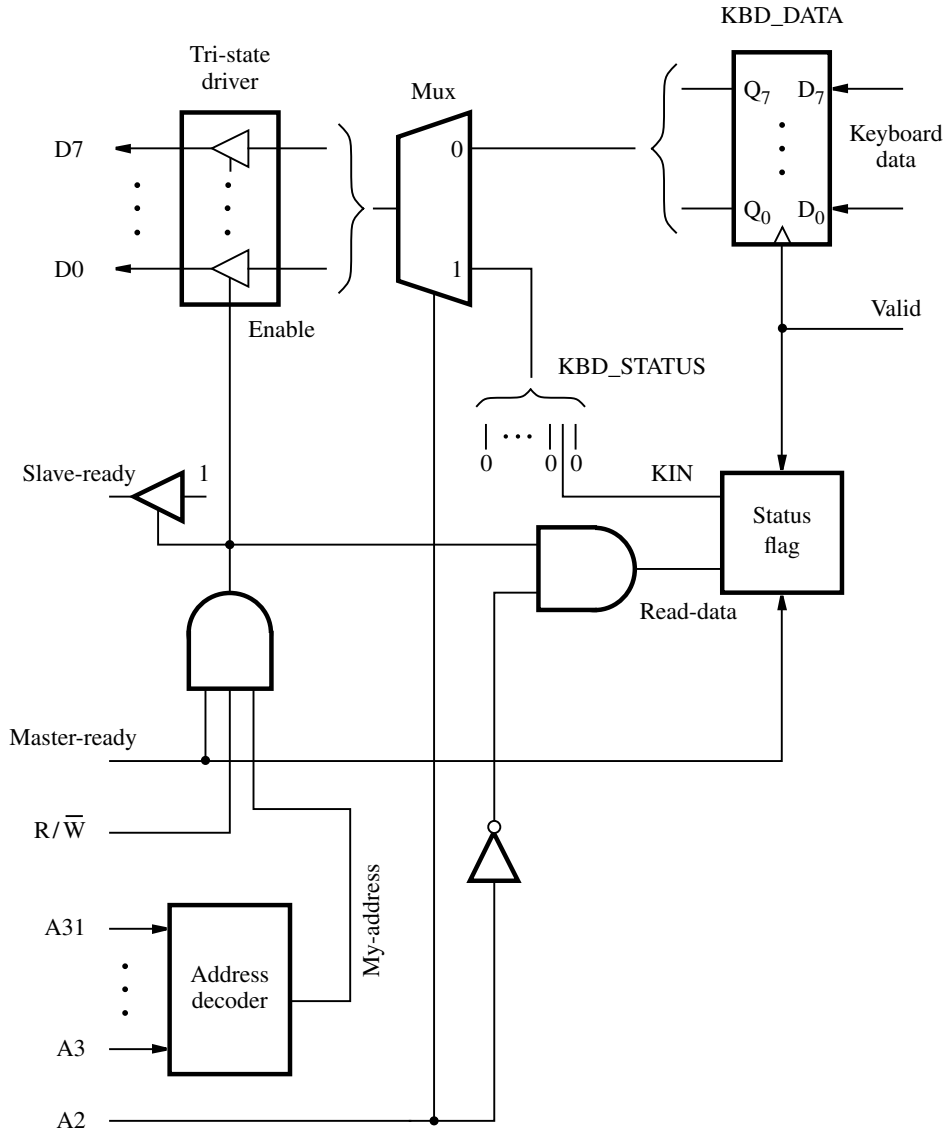 KBD_DATA
Tri-state
driver
Mux
Q7
D7
D7
0
Keyboard
data
Q0
D0
D0
1
Enable
Valid
KBD_STATUS
0
0
0
Slave-ready
1
KIN
Status
flag
Read-data
Master-ready
R/W̅
My-address
A31
Address
decoder
A3
A2